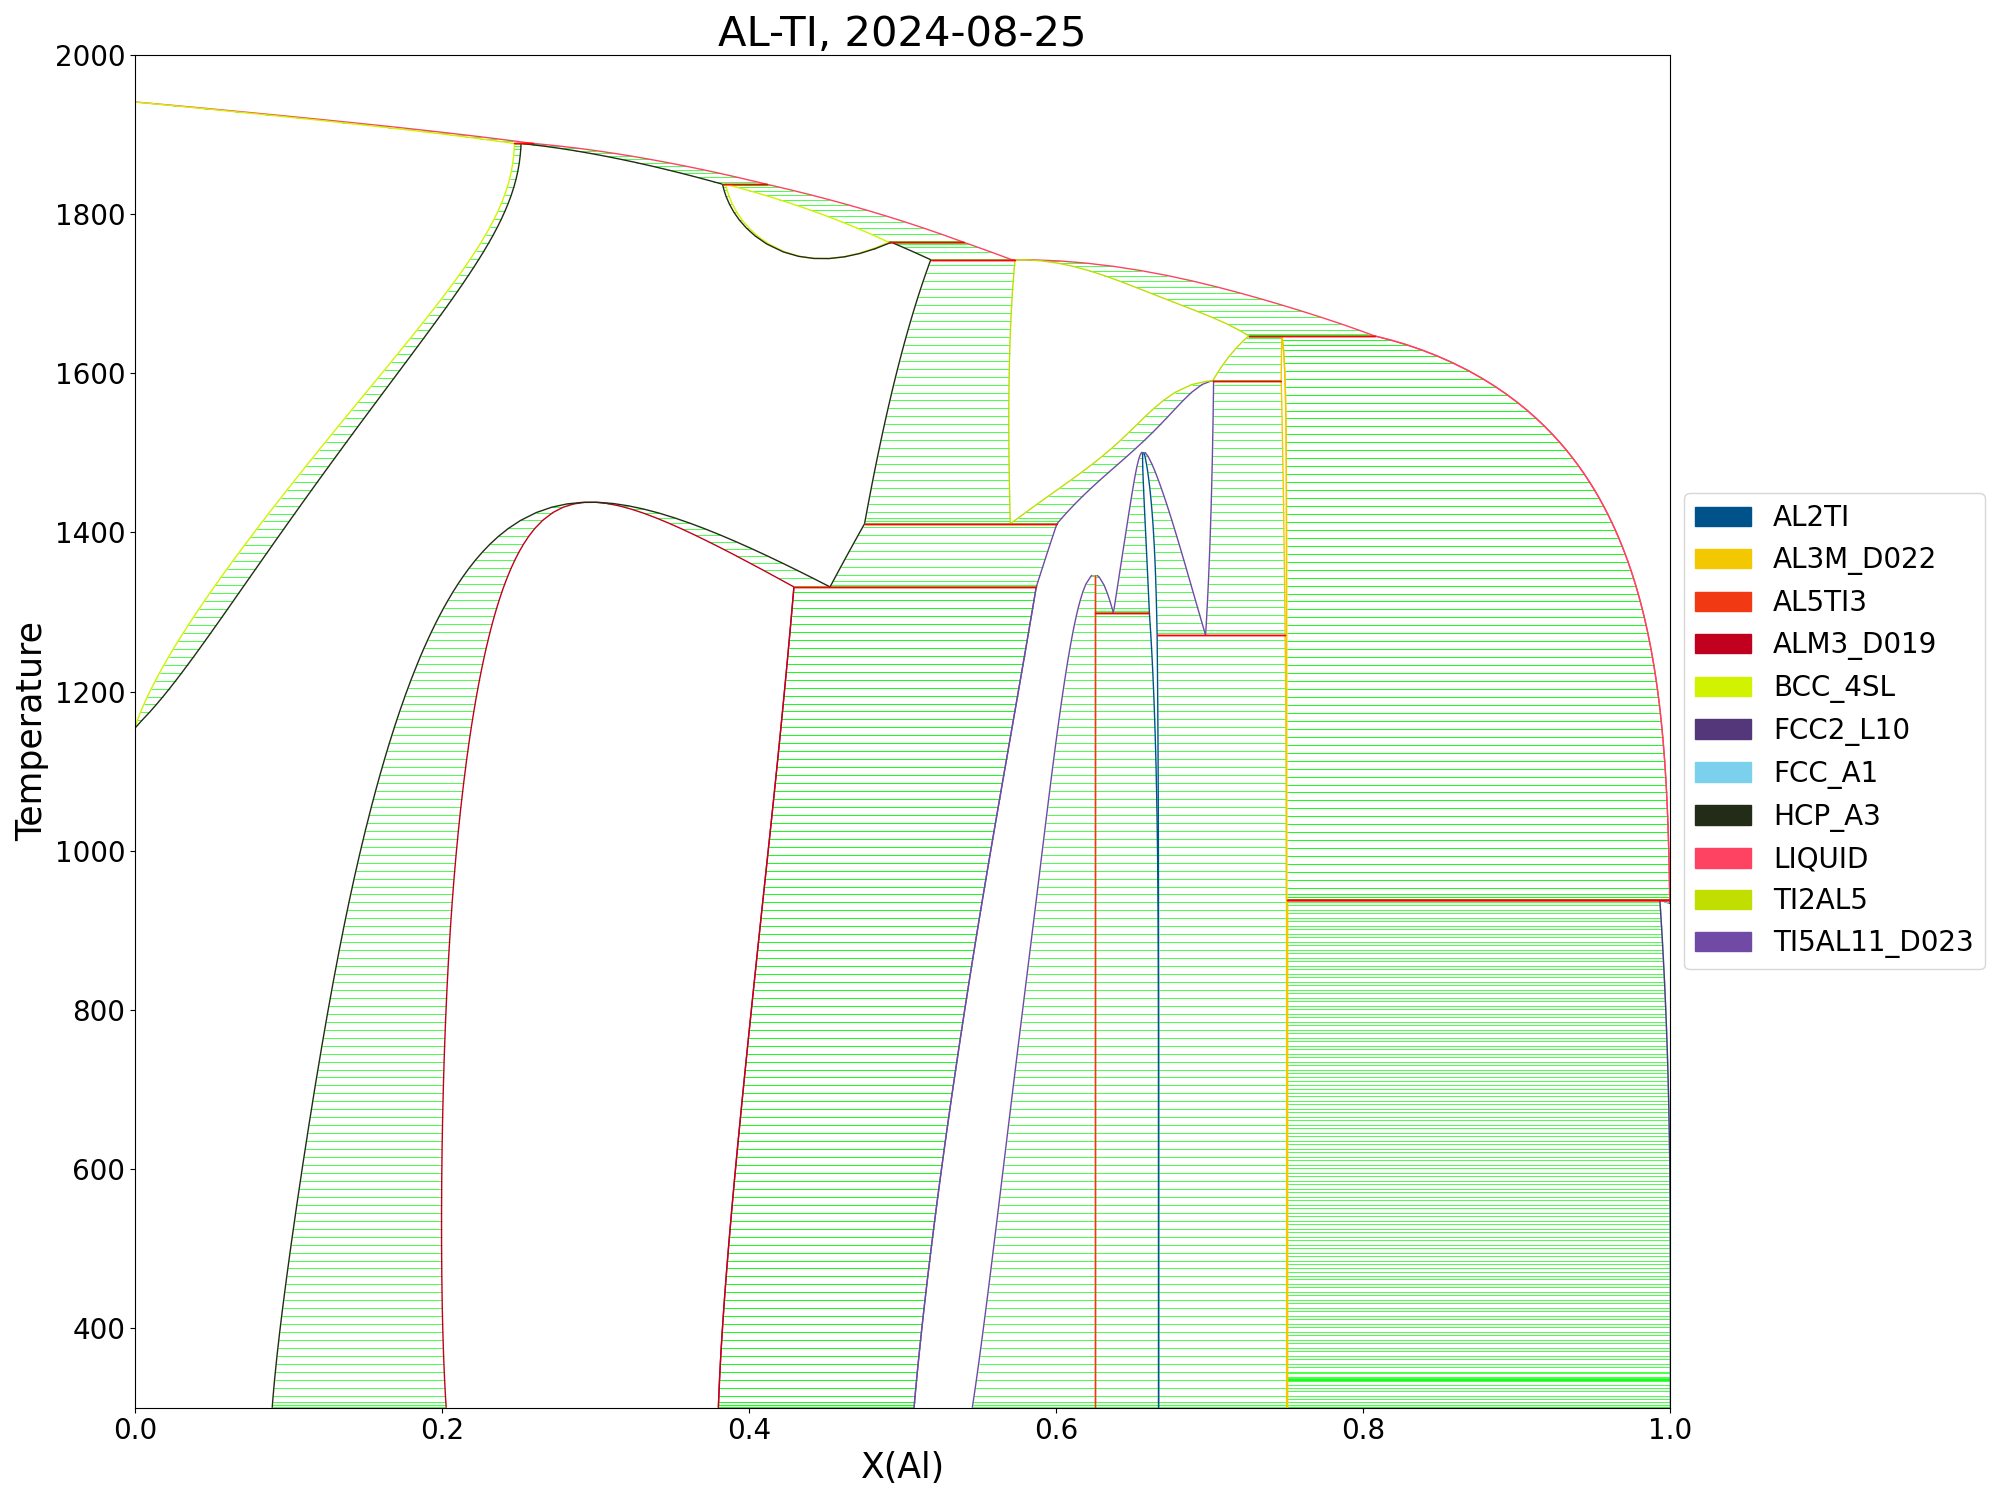 AL-TI, 2024-08-25
2000
1800
1600
1400
1200
1000
800
600
400
Temperature
0.0
0.2
0.4
0.6
0.8
1.0
X(Al)
AL2TI
AL3M_D022
AL5TI3
ALM3_D019
BCC_4SL
FCC2_L10
FCC_A1
HCP_A3
LIQUID
TI2AL5
TI5AL11_D023